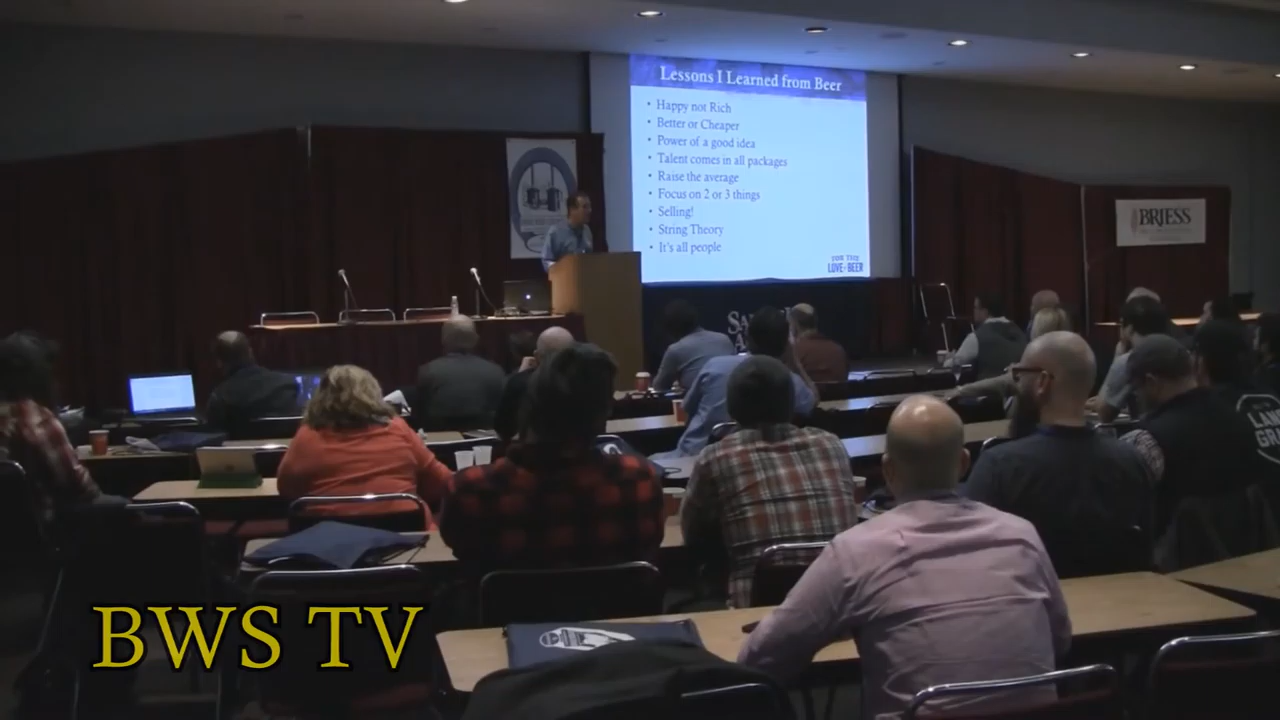 Lessons I Learned from Beer
• Happy not Rich
• Better or Cheaper
• Power of a good idea
• Talent comes in all packages
• Raise the average
• Focus on 2 or 3 things
• Selling!
• String Theory
• It's all people
FOR THE
LOVE OF BEER
BRIESS
BWS TV